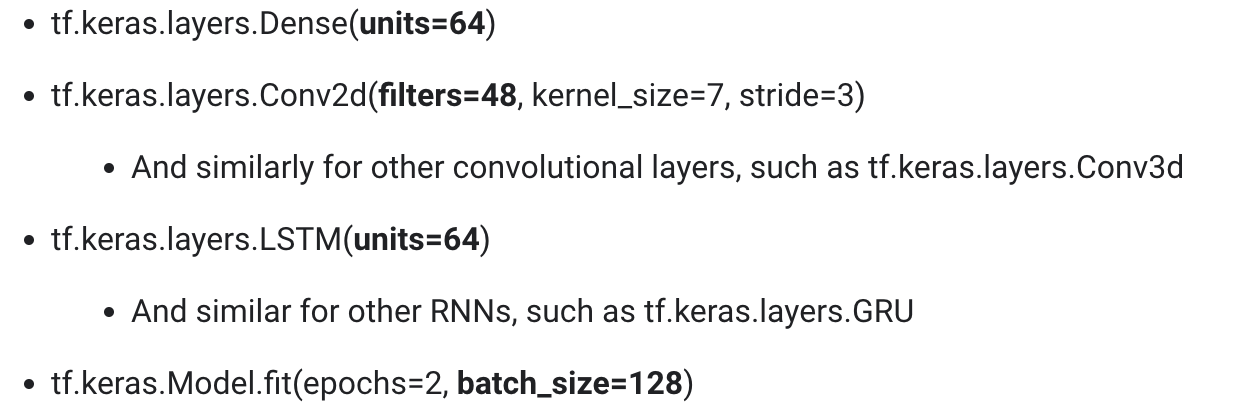 • tf.keras.layers.Dense(units=64)
• tf.keras.layers.Conv2d(filters=48, kernel_size=7, stride=3)
• And similarly for other convolutional layers, such as tf.keras.layers.Conv3d
• tf.keras.layers.LSTM(units=64)
• And similar for other RNNs, such as tf.keras.layers.GRU
• tf.keras.Model.fit(epochs=2, batch_size=128)